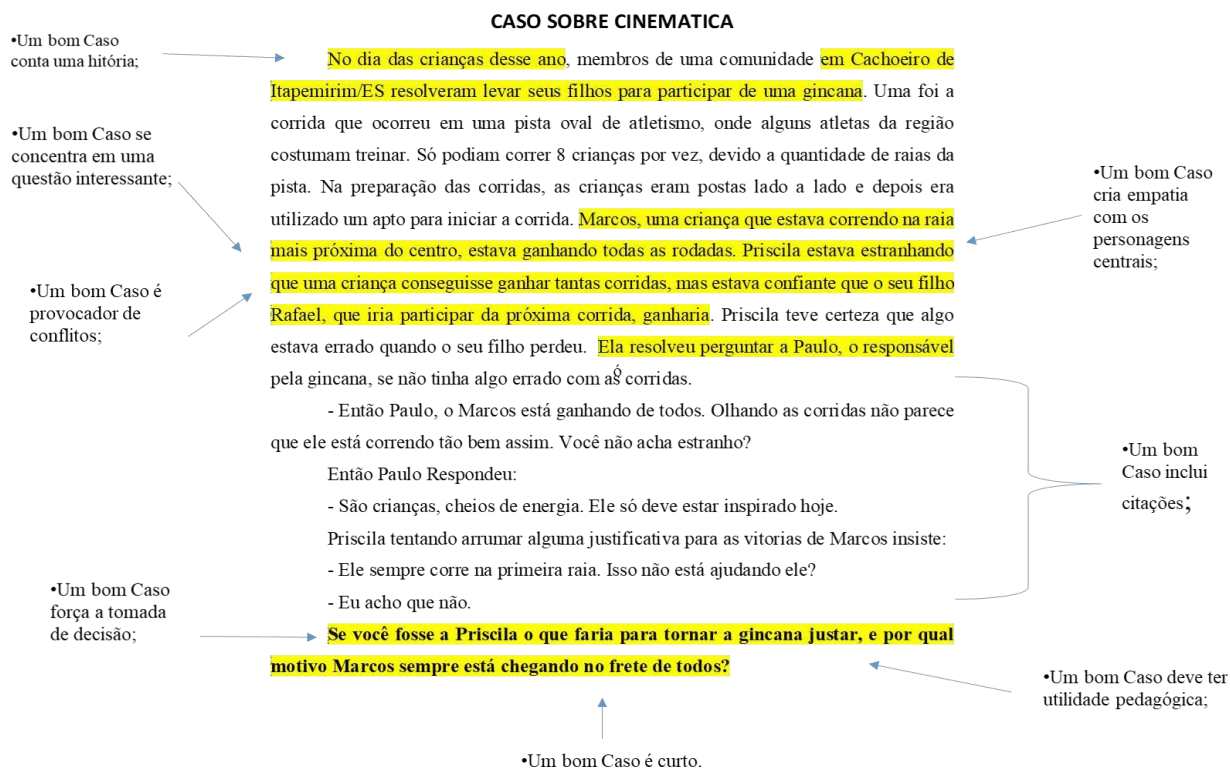 CASO SOBRE CINEMATICA
•Um bom Caso
conta uma hitória;
No dia das crianças desse ano, membros de uma comunidade em Cachoeiro de
Itapemirim/ES resolveram levar seus filhos para participar de uma gincana. Uma foi a
corrida que ocorreu em uma pista oval de atletismo, onde alguns atletas da região
costumam treinar. Só podiam correr 8 crianças por vez, devido a quantidade de raias da
pista. Na preparação das corridas, as crianças eram postas lado a lado e depois era
utilizado um apto para iniciar a corrida. Marcos, uma criança que estava correndo na raia
mais próxima do centro, estava ganhando todas as rodadas. Priscila estava estranhando
que uma criança conseguisse ganhar tantas corridas, mas estava confiante que o seu filho
Rafael, que iria participar da próxima corrida, ganharia. Priscila teve certeza que algo
estava errado quando o seu filho perdeu. Ela resolveu perguntar a Paulo, o responsável
pela gincana, se não tinha algo errado com as corridas.
ó
- Então Paulo, o Marcos está ganhando de todos. Olhando as corridas não parece
que ele está correndo tão bem assim. Você não acha estranho?
Então Paulo Respondeu:
- São crianças, cheios de energia. Ele só deve estar inspirado hoje.
Priscila tentando arrumar alguma justificativa para as vitorias de Marcos insiste:
- Ele sempre corre na primeira raia. Isso não está ajudando ele?
- Eu acho que não.
Se você fosse a Priscila o que faria para tornar a gincana justar, e por qual
motivo Marcos sempre está chegando no frete de todos?
•Um bom Caso se
concentra em uma
questão interessante;
•Um bom Caso é
provocador de
conflitos;
•Um bom Caso
força a tomada
de decisão;
•Um bom Caso
cria empatia
com os
personagens
centrais;
•Um bom
Caso inclui
citações;
•Um bom Caso deve ter
utilidade pedagógica;
•Um bom Caso é curto.